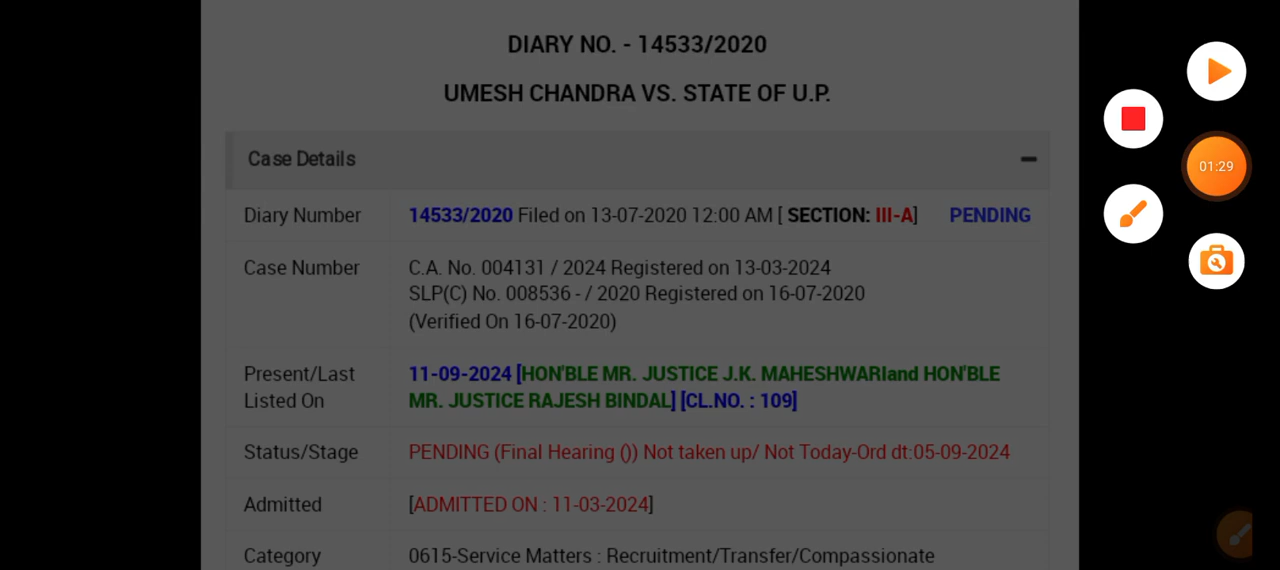 DIARY NO. - 14533/2020
UMESH CHANDRA VS. STATE OF U.P.
Case Details
Diary Number 14533/2020 Filed on 13-07-2020 12:00 AM [ SECTION: III-A] PENDING
Case Number C.A. No. 004131 / 2024 Registered on 13-03-2024
SLP(C) No. 008536 - / 2020 Registered on 16-07-2020
(Verified On 16-07-2020)
Present/Last 11-09-2024 [HON'BLE MR. JUSTICE J.K. MAHESHWARIand HON'BLE
Listed On MR. JUSTICE RAJESH BINDAL] [CL.NO. : 109]
Status/Stage PENDING (Final Hearing ()) Not taken up/ Not Today-Ord dt:05-09-2024
Admitted [ADMITTED ON : 11-03-2024]
Category 0615-Service Matters : Recruitment/Transfer/Compassionate
01:29